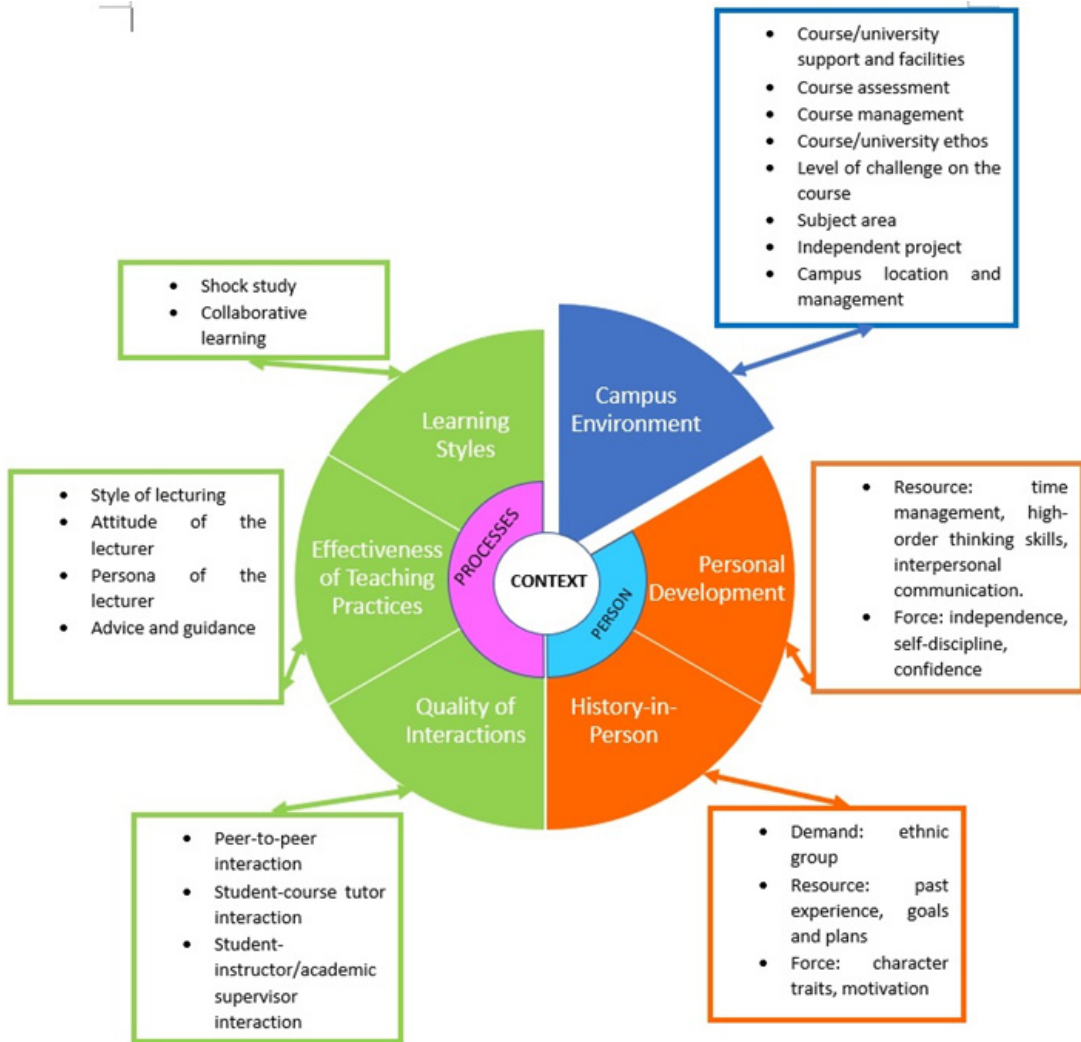 • Course/university
support and facilities
• Course assessment
• Course management
• Course/university ethos
• Level of challenge on the
course
• Subject area
• Independent project
• Campus location and
management
• Shock study
• Collaborative
learning
Campus
Environment
Learning
Styles
• Style of lecturing
• Attitude of the
lecturer
• Persona of the
lecturer
• Advice and guidance
Effectiveness
of Teaching
Practices
PROCESSES
CONTEXT
PERSON
Personal
Development
• Resource: time
management, high-
order thinking skills,
interpersonal
communication.
• Force: independence,
self-discipline,
confidence
Quality of
Interactions
History-in-
Person
• Peer-to-peer
interaction
• Student-course tutor
interaction
• Student-
instructor/academic
supervisor
interaction
• Demand: ethnic
group
• Resource: past
experience, goals
and plans
• Force: character
traits, motivation